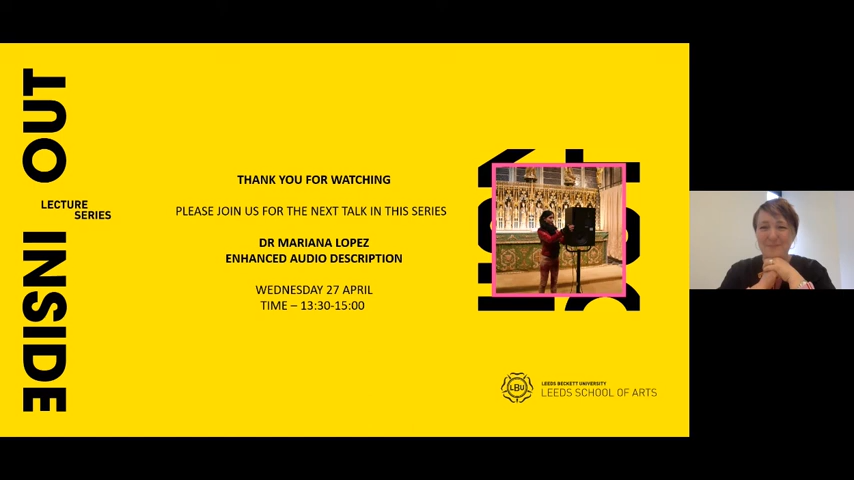 INSIDE OUT
LECTURE
SERIES
THANK YOU FOR WATCHING
PLEASE JOIN US FOR THE NEXT TALK IN THIS SERIES
DR MARIANA LOPEZ
ENHANCED AUDIO DESCRIPTION
WEDNESDAY 27 APRIL
TIME – 13:30-15:00
LBU
LEEDS BECKETT UNIVERSITY
LEEDS SCHOOL OF ARTS